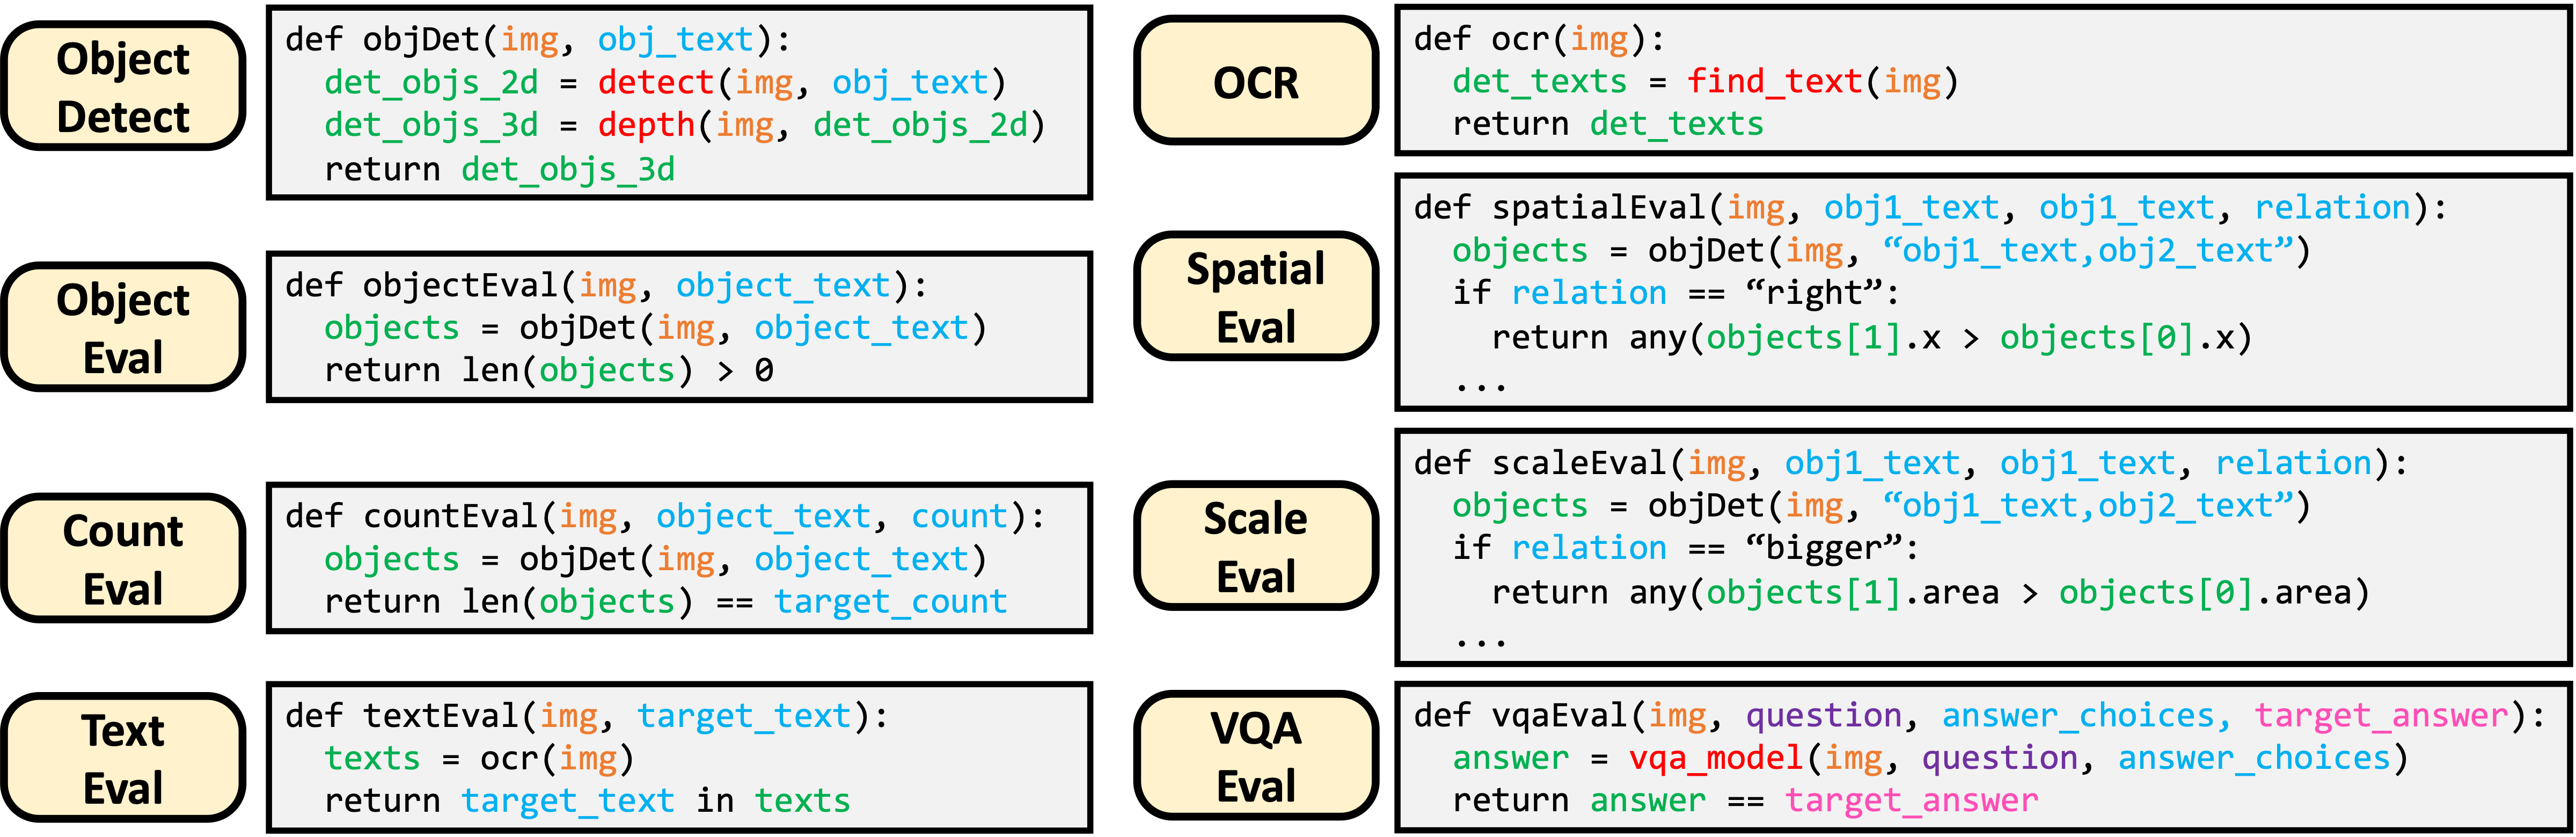 Object
Detect
def objDet(img, obj_text):
det_objs_2d = detect(img, obj_text)
det_objs_3d = depth(img, det_objs_2d)
return det_objs_3d
Object
Eval
def objectEval(img, object_text):
objects = objDet(img, object_text)
return len(objects) > 0
Count
Eval
def countEval(img, object_text, count):
objects = objDet(img, object_text)
return len(objects) == target_count
Text
Eval
def textEval(img, target_text):
texts = ocr(img)
return target_text in texts
OCR
def ocr(img):
det_texts = find_text(img)
return det_texts
Spatial
Eval
def spatialEval(img, obj1_text, obj1_text, relation):
objects = objDet(img, “obj1_text,obj2_text”)
if relation == “right”:
return any(objects[1].x > objects[0].x)
...
Scale
Eval
def scaleEval(img, obj1_text, obj1_text, relation):
objects = objDet(img, “obj1_text,obj2_text”)
if relation == “bigger”:
return any(objects[1].area > objects[0].area)
...
VQA
Eval
def vqaEval(img, question, answer_choices, target_answer):
answer = vqa_model(img, question, answer_choices)
return answer == target_answer